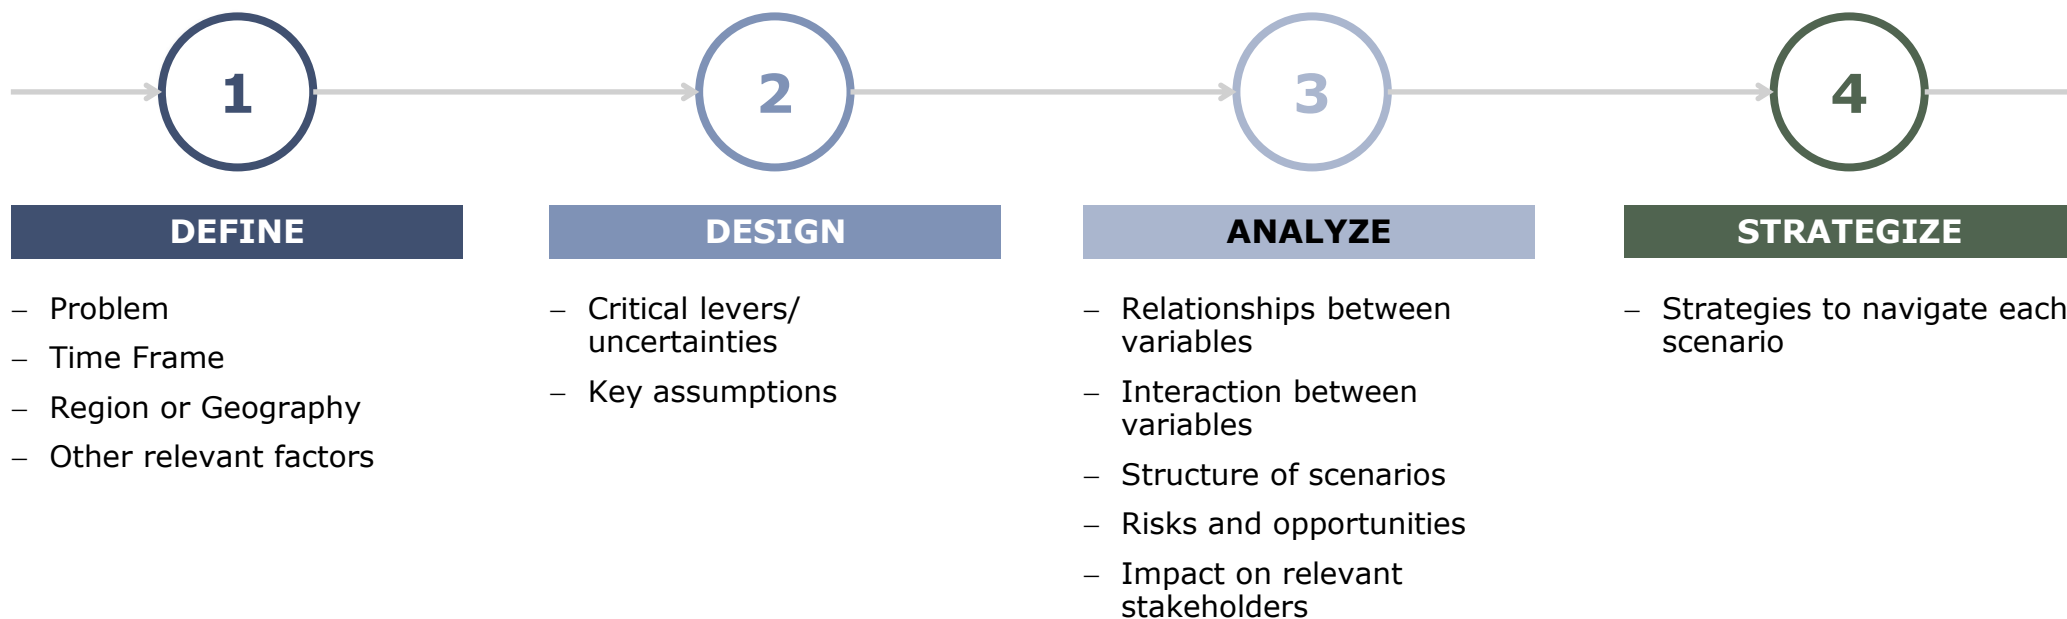 1
2
3
4
DEFINE
– Problem
– Time Frame
– Region or Geography
– Other relevant factors
DESIGN
– Critical levers/
uncertainties
– Key assumptions
ANALYZE
– Relationships between
variables
– Interaction between
variables
– Structure of scenarios
– Risks and opportunities
– Impact on relevant
stakeholders
STRATEGIZE
– Strategies to navigate each
scenario